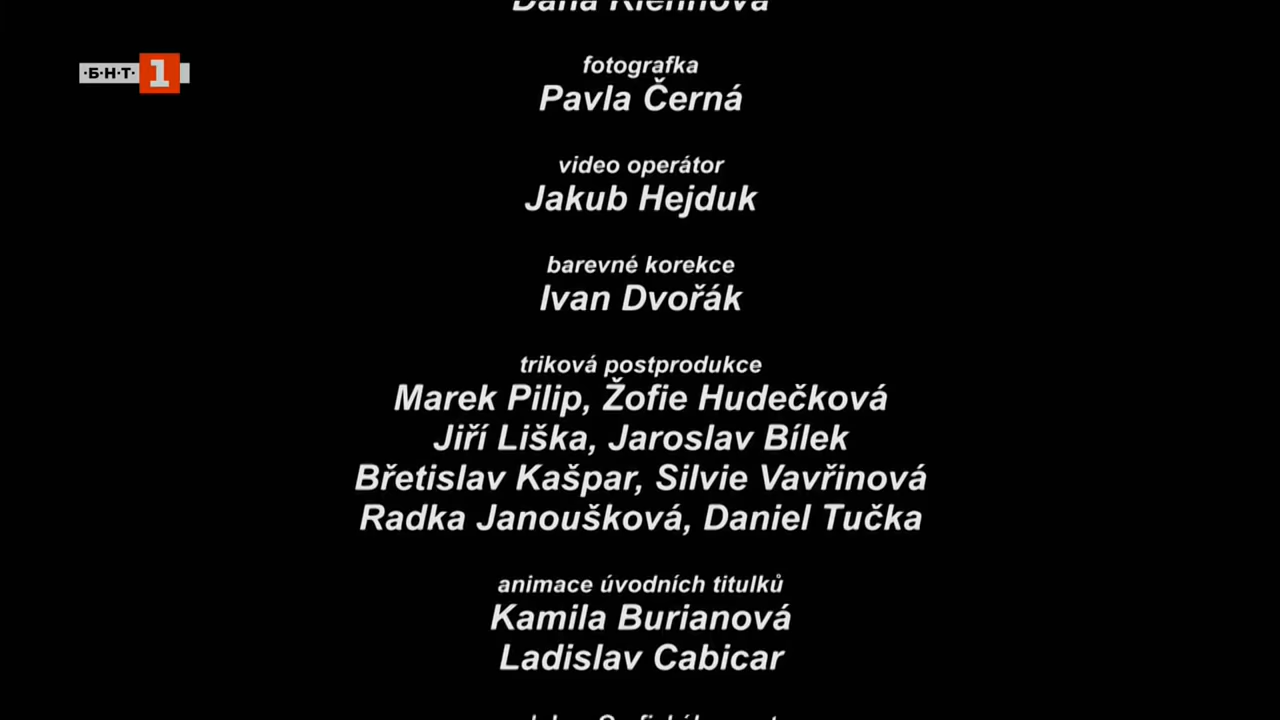 ·Б·Н·Т· 1
fotografka
Pavla Černá
video operátor
Jakub Hejduk
barevné korekce
Ivan Dvořák
triková postprodukce
Marek Pilip, Žofie Hudečková
Jiří Liška, Jaroslav Bílek
Břetislav Kašpar, Silvie Vavřinová
Radka Janoušková, Daniel Tučka
animace úvodních titulků
Kamila Burianová
Ladislav Cabicar